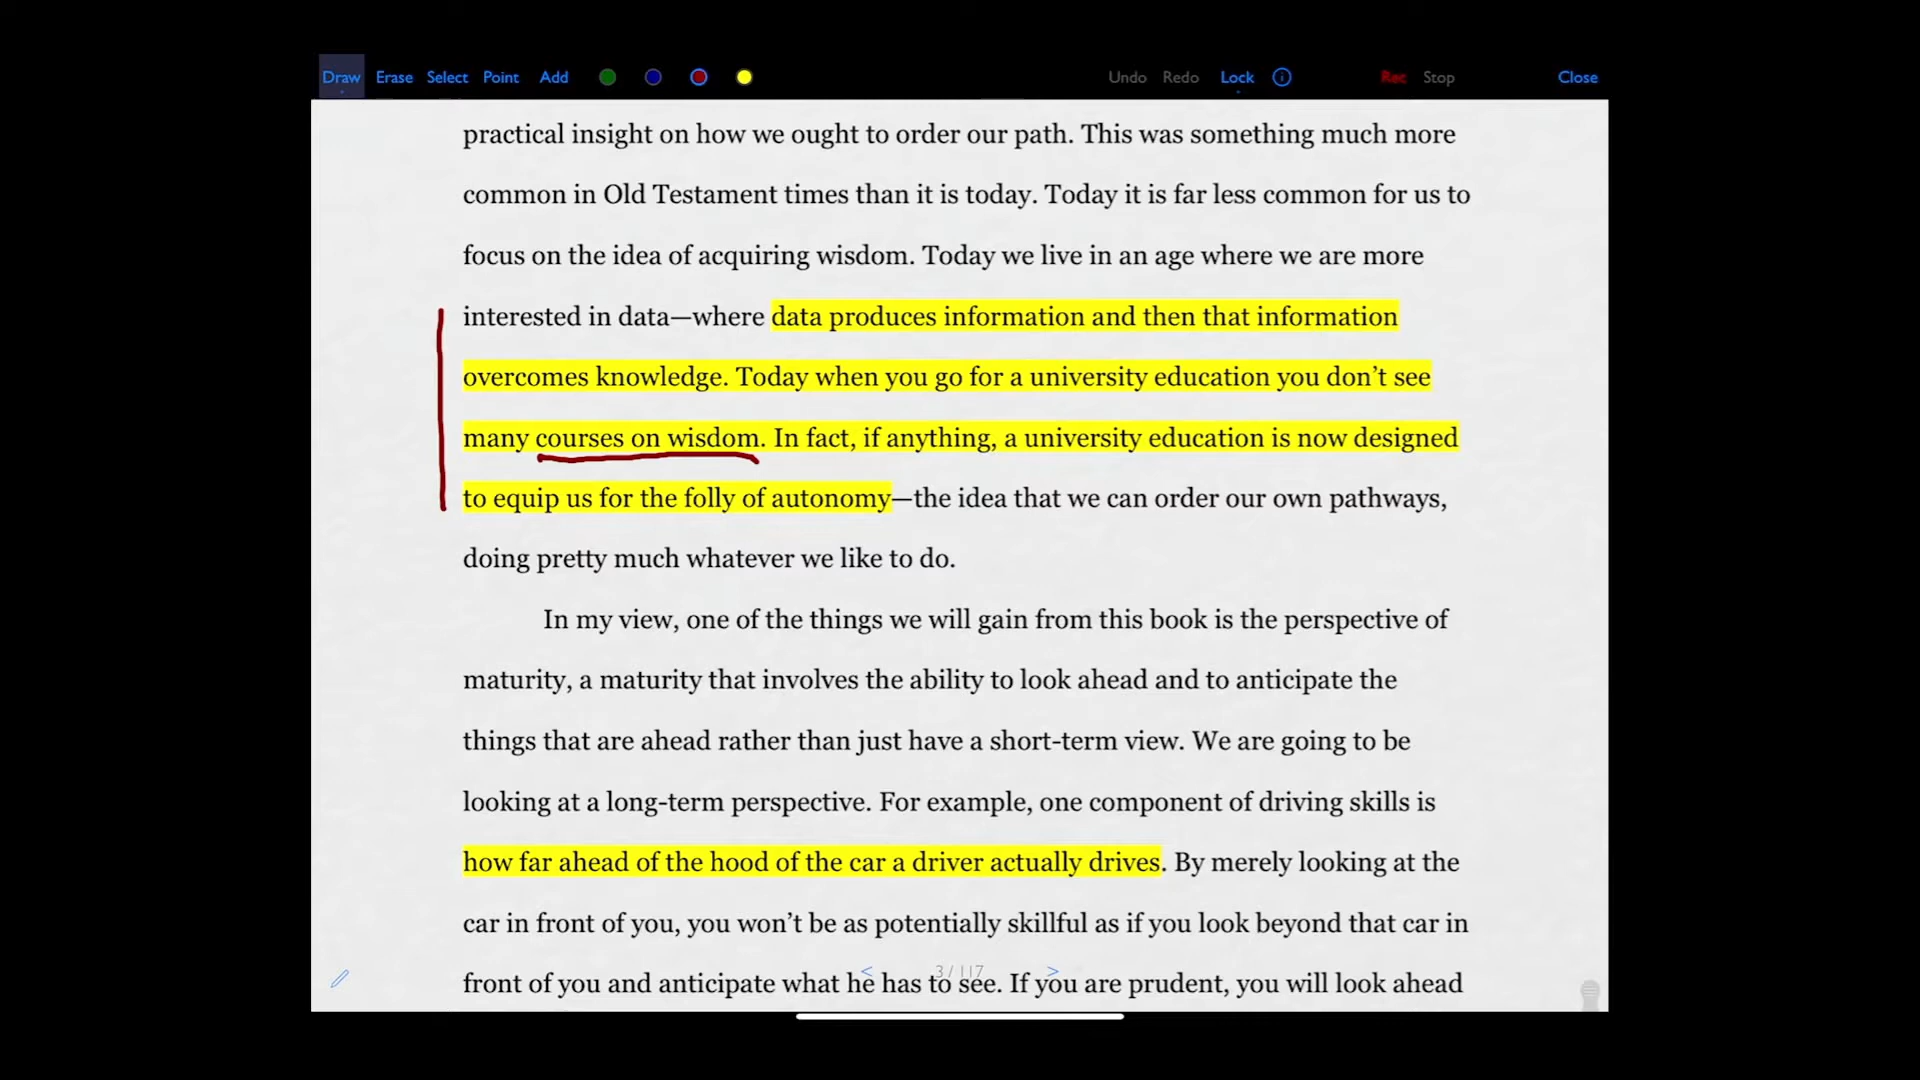 Draw Erase Select Point Add Undo Redo Lock Rec Stop Close
practical insight on how we ought to order our path. This was something much more
common in Old Testament times than it is today. Today it is far less common for us to
focus on the idea of acquiring wisdom. Today we live in an age where we are more
interested in data—where data produces information and then that information
overcomes knowledge. Today when you go for a university education you don’t see
many courses on wisdom. In fact, if anything, a university education is now designed
to equip us for the folly of autonomy—the idea that we can order our own pathways,
doing pretty much whatever we like to do.
In my view, one of the things we will gain from this book is the perspective of
maturity, a maturity that involves the ability to look ahead and to anticipate the
things that are ahead rather than just have a short-term view. We are going to be
looking at a long-term perspective. For example, one component of driving skills is
how far ahead of the hood of the car a driver actually drives. By merely looking at the
car in front of you, you won’t be as potentially skillful as if you look beyond that car in
< 3 / 117 >
front of you and anticipate what he has to see. If you are prudent, you will look ahead